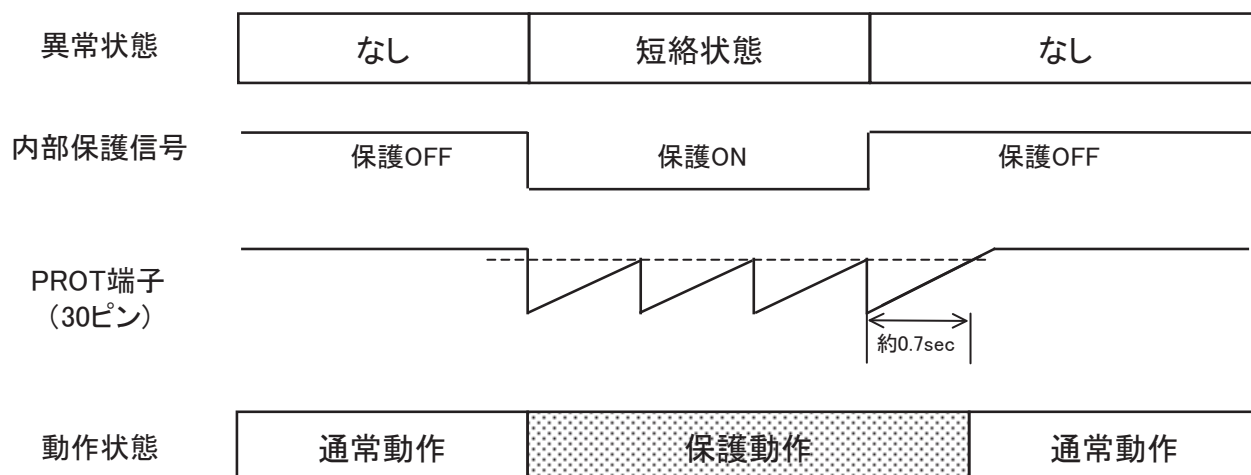 異常状態
なし
短絡状態
なし
内部保護信号
保護OFF
保護ON
保護OFF
PROT端子
（30ピン）
約0.7sec
動作状態
通常動作
保護動作
通常動作